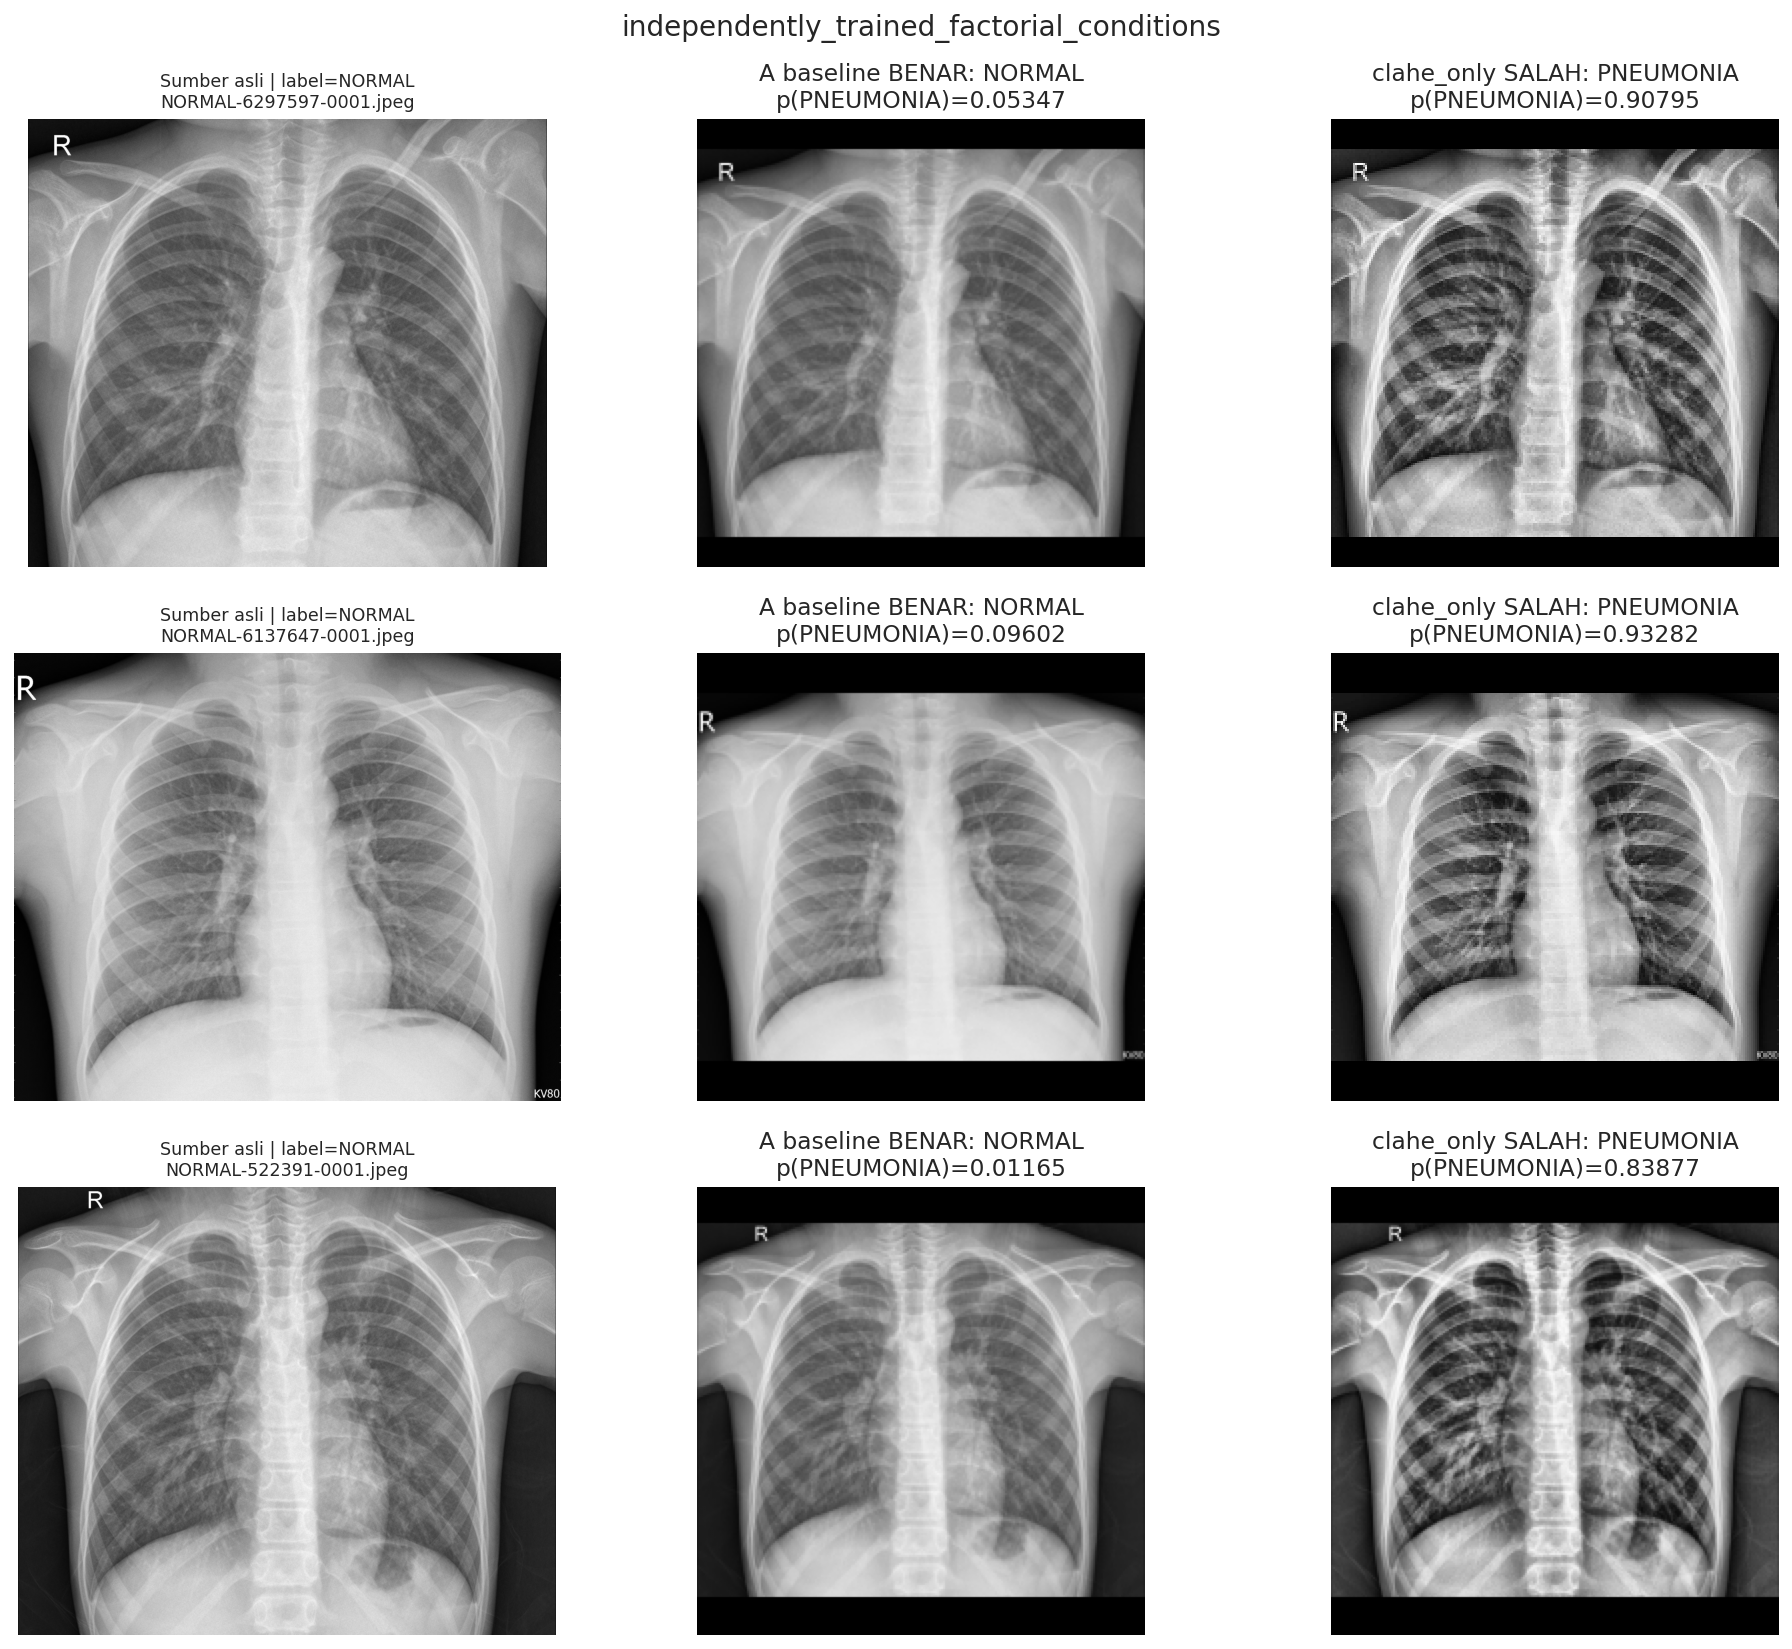 independently_trained_factorial_conditions
Sumber asli | label=NORMAL
NORMAL-6297597-0001.jpeg
A baseline BENAR: NORMAL
p(PNEUMONIA)=0.05347
clahe_only SALAH: PNEUMONIA
p(PNEUMONIA)=0.90795
R
R
R
Sumber asli | label=NORMAL
NORMAL-6137647-0001.jpeg
A baseline BENAR: NORMAL
p(PNEUMONIA)=0.09602
clahe_only SALAH: PNEUMONIA
p(PNEUMONIA)=0.93282
R
R
R
KV80
Sumber asli | label=NORMAL
NORMAL-522391-0001.jpeg
A baseline BENAR: NORMAL
p(PNEUMONIA)=0.01165
clahe_only SALAH: PNEUMONIA
p(PNEUMONIA)=0.83877
R
R
R